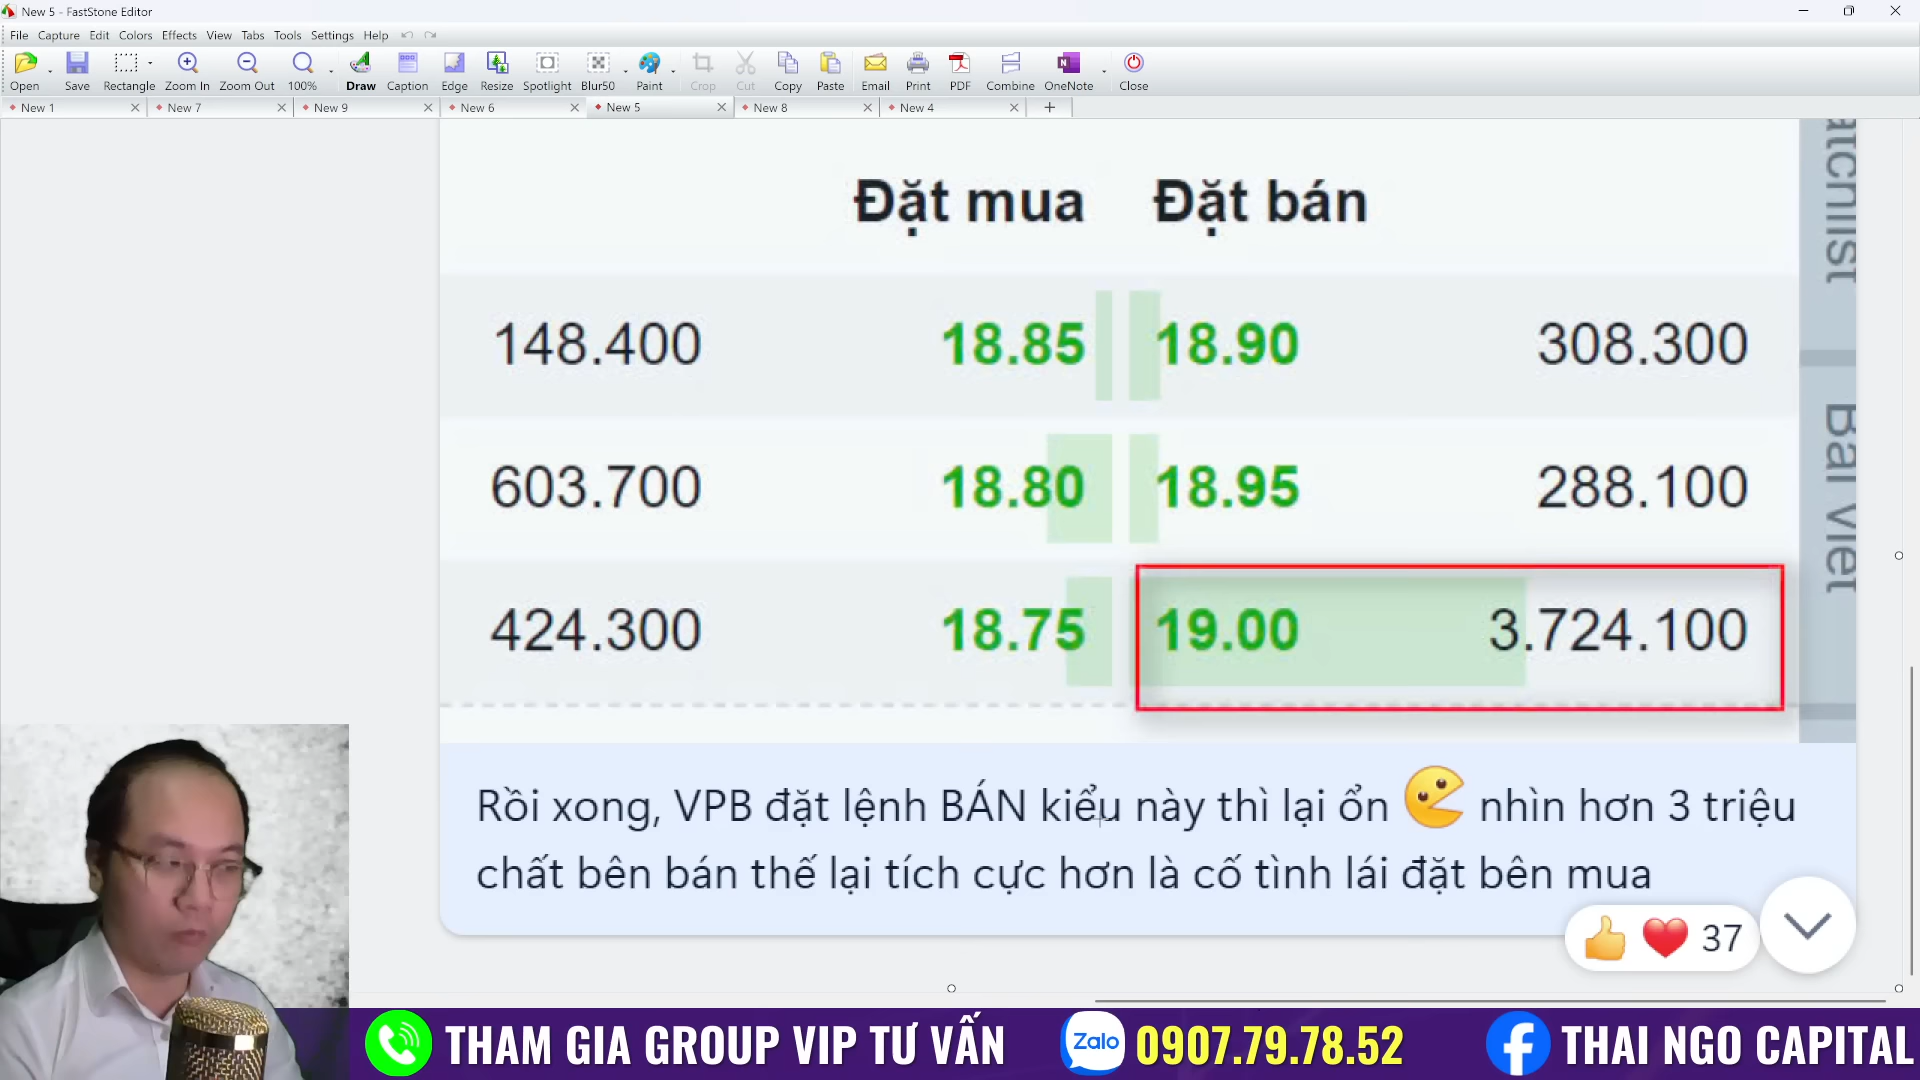 New 5 - FastStone Editor
File Capture Edit Colors Effects View Tabs Tools Settings Help
Open Save Rectangle Zoom In Zoom Out 100% Draw Caption Edge Resize Spotlight Blur50 Paint Crop Cut Copy Paste Email Print PDF Combine OneNote Close
New 1 New 7 New 9 New 6 New 5 New 8 New 4
Đặt mua Đặt bán
148.400 18.85 18.90 308.300
603.700 18.80 18.95 288.100
424.300 18.75 19.00 3.724.100
Bài viết
Rồi xong, VPB đặt lệnh BÁN kiểu này thì lại ổn nhìn hơn 3 triệu
chất bên bán thế lại tích cực hơn là cố tình lái đặt bên mua
37
THAM GIA GROUP VIP TƯ VẤN Zalo 0907.79.78.52 THAI NGO CAPITAL